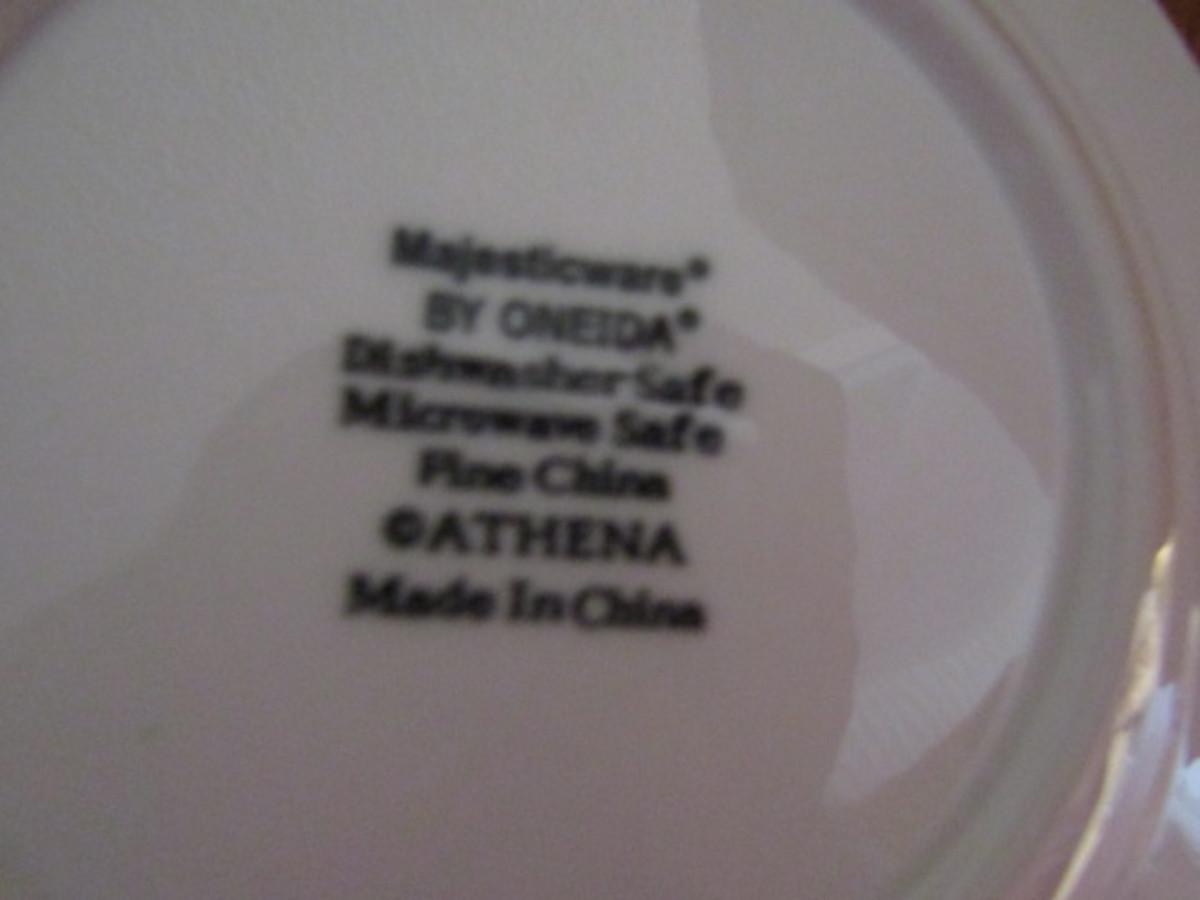 Majesticware®
BY ONEIDA®
Dishwasher Safe
Microwave Safe
Fine China
©ATHENA
Made In China